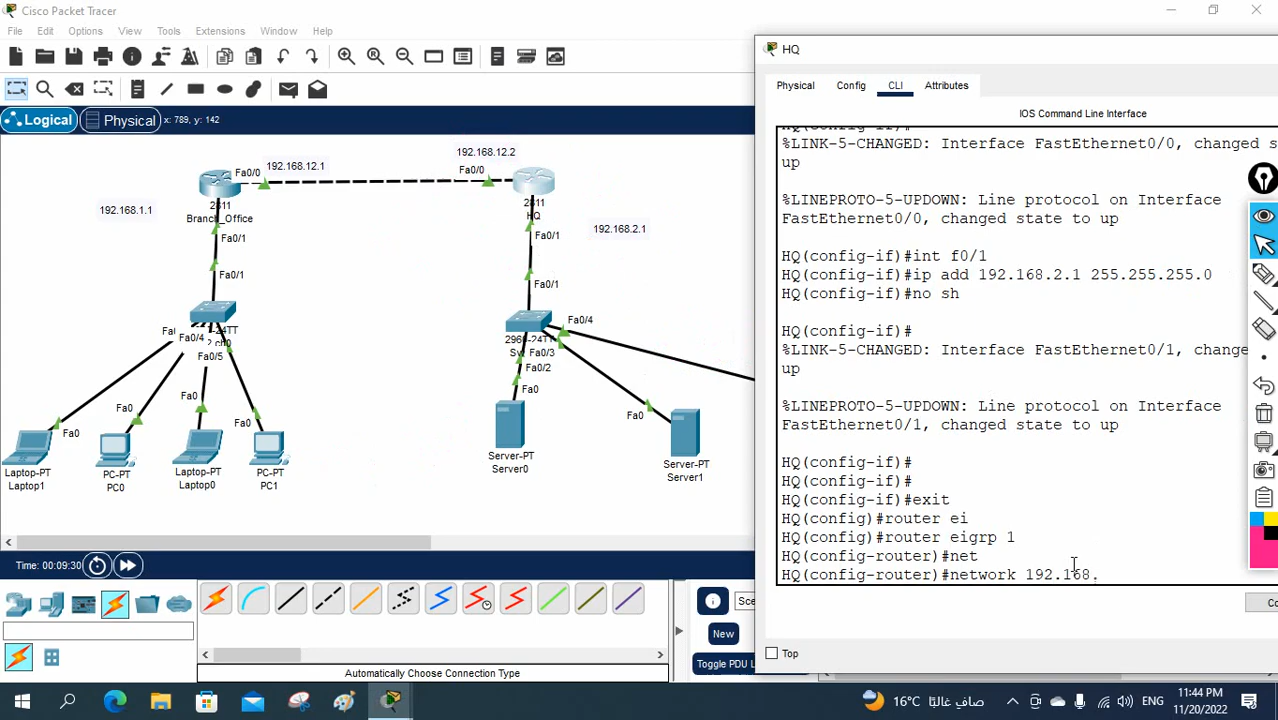 Cisco Packet Tracer
File Edit Options View Tools Extensions Window Help
Logical Physical x: 789, y: 142
192.168.12.1
192.168.12.2
Fa0/0
Fa0/0
192.168.1.1
2811
Branch_Office
2811
HQ
192.168.2.1
Fa0/1
Fa0/1
Fa0/1
Fa0/1
Fa0/4
Fa0/4
Fa0/5
Fa0/3
Fa0/2
Fa0
Fa0
Fa0
Fa0
Fa0
Fa0
Laptop-PT
Laptop1
PC-PT
PC0
Laptop-PT
Laptop0
PC-PT
PC1
Server-PT
Server0
Server-PT
Server1
Time: 00:09:30
Automatically Choose Connection Type
New
Toggle PDU L
HQ
Physical Config CLI Attributes
IOS Command Line Interface
%LINK-5-CHANGED: Interface FastEthernet0/0, changed s
up
%LINEPROTO-5-UPDOWN: Line protocol on Interface
FastEthernet0/0, changed state to up
HQ(config-if)#int f0/1
HQ(config-if)#ip add 192.168.2.1 255.255.255.0
HQ(config-if)#no sh
HQ(config-if)#
%LINK-5-CHANGED: Interface FastEthernet0/1, change
up
%LINEPROTO-5-UPDOWN: Line protocol on Interface
FastEthernet0/1, changed state to up
HQ(config-if)#
HQ(config-if)#
HQ(config-if)#exit
HQ(config)#router ei
HQ(config)#router eigrp 1
HQ(config-router)#net
HQ(config-router)#network 192.168.
Top
16°C صافٍ غالبًا
ENG
11:44 PM
11/20/2022